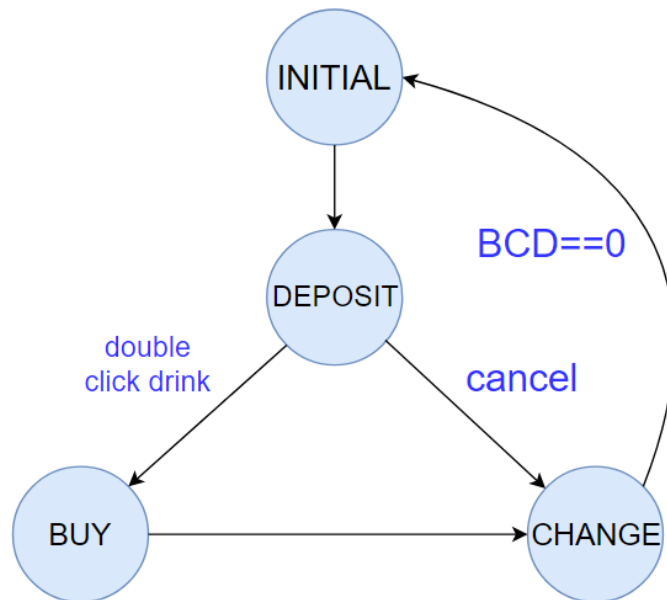 INITIAL
BCD==0
DEPOSIT
double
click drink
cancel
BUY
CHANGE